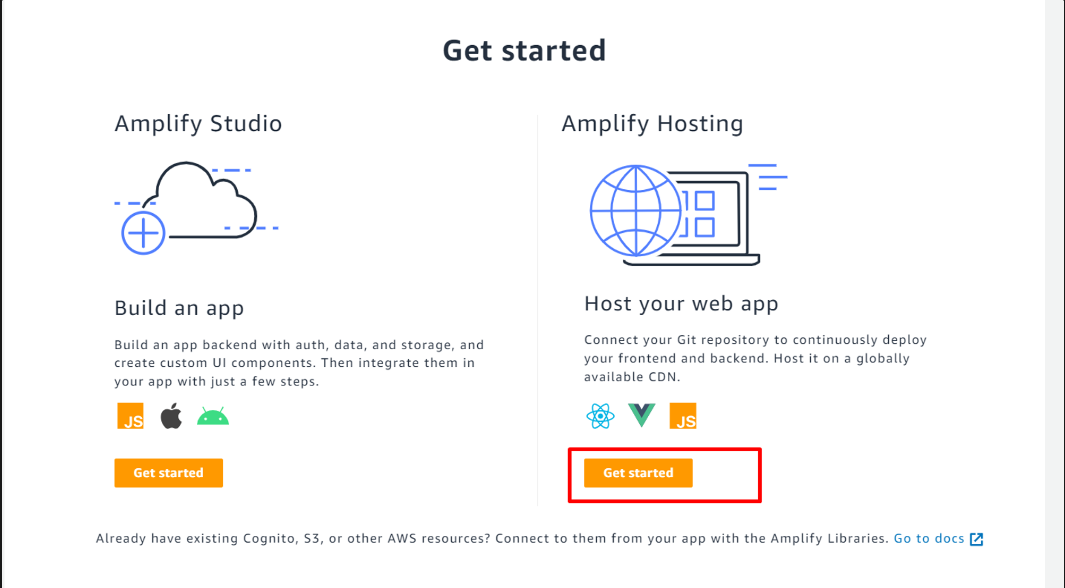 Get started
Amplify Studio
Build an app
Build an app backend with auth, data, and storage, and
create custom UI components. Then integrate them in
your app with just a few steps.
JS
Get started
Amplify Hosting
Host your web app
Connect your Git repository to continuously deploy
your frontend and backend. Host it on a globally
available CDN.
JS
Get started
Already have existing Cognito, S3, or other AWS resources? Connect to them from your app with the Amplify Libraries. Go to docs